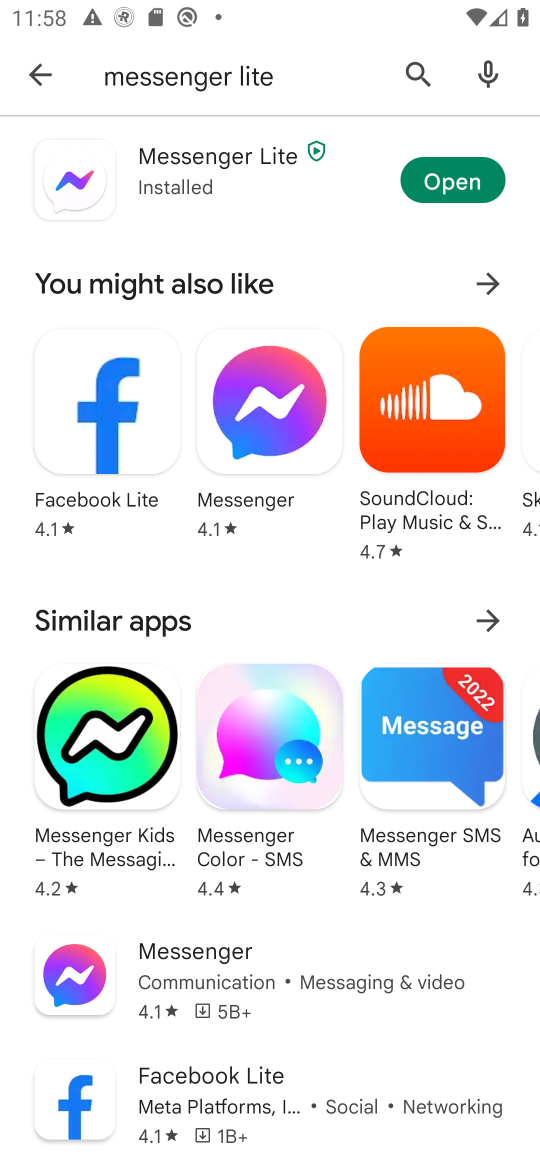 11:58
messenger lite
Messenger Lite
Installed
Open
You might also like
Facebook Lite
4.1★
Messenger
4.1★
SoundCloud:
Play Music & S...
4.7★
Sk
4.
Similar apps
2022
Message
Messenger Kids
– The Messagi...
4.2★
Messenger
Color - SMS
4.4★
Messenger SMS
& MMS
4.3★
Au
fo
4.
Messenger
Communication • Messaging & video
4.1★ 5B+
Facebook Lite
Meta Platforms, I... • Social • Networking
4.1★ 1B+